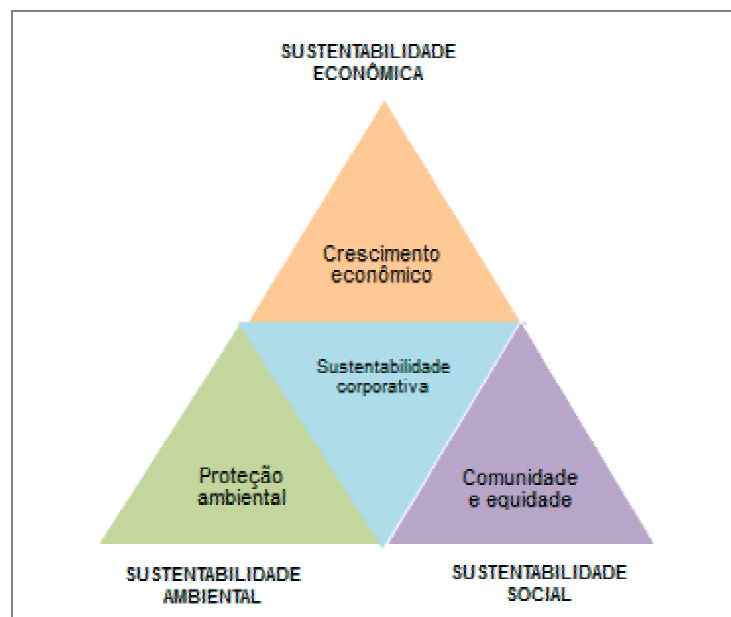 SUSTENTABILIDADE
ECONÔMICA
Crescimento
econômico
Sustentabilidade
corporativa
Proteção
ambiental
Comunidade
e equidade
SUSTENTABILIDADE
AMBIENTAL
SUSTENTABILIDADE
SOCIAL